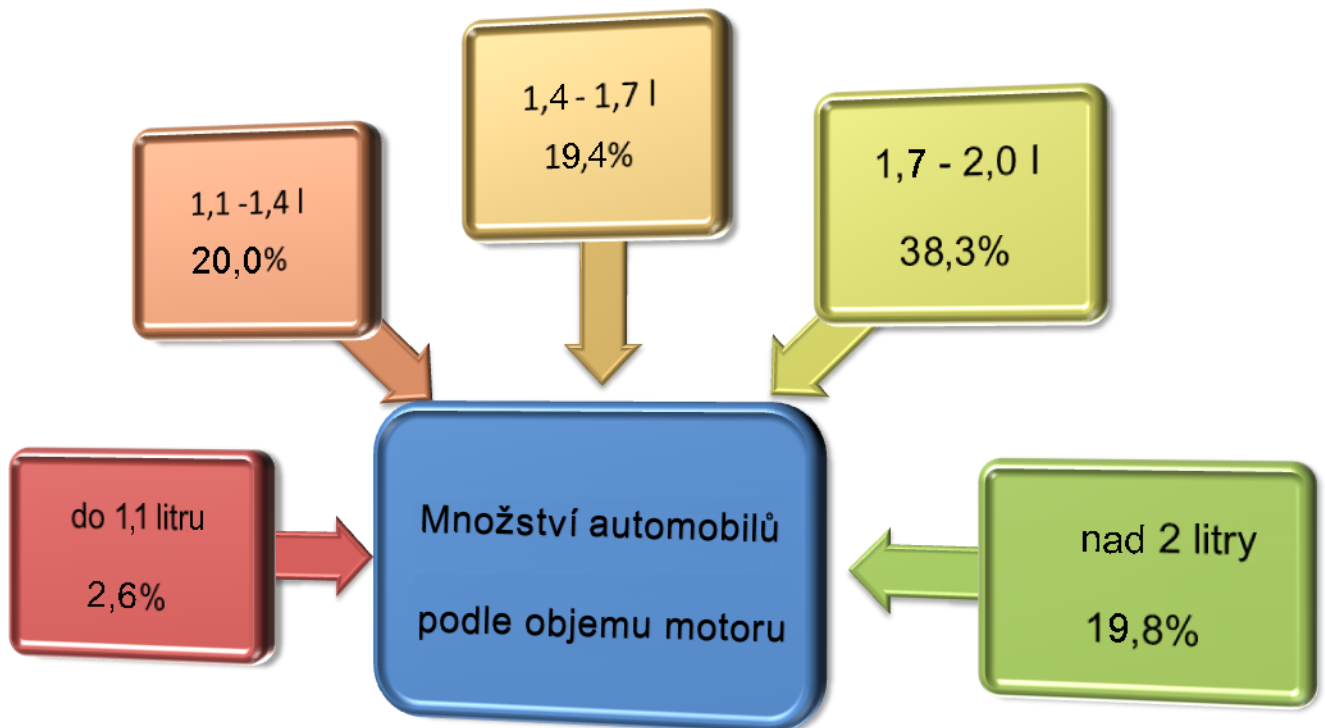 1,4 - 1,7 l
19,4%
1,7 - 2,0 l
38,3%
1,1 -1,4 l
20,0%
do 1,1 litru
2,6%
Množství automobilů
podle objemu motoru
nad 2 litry
19,8%